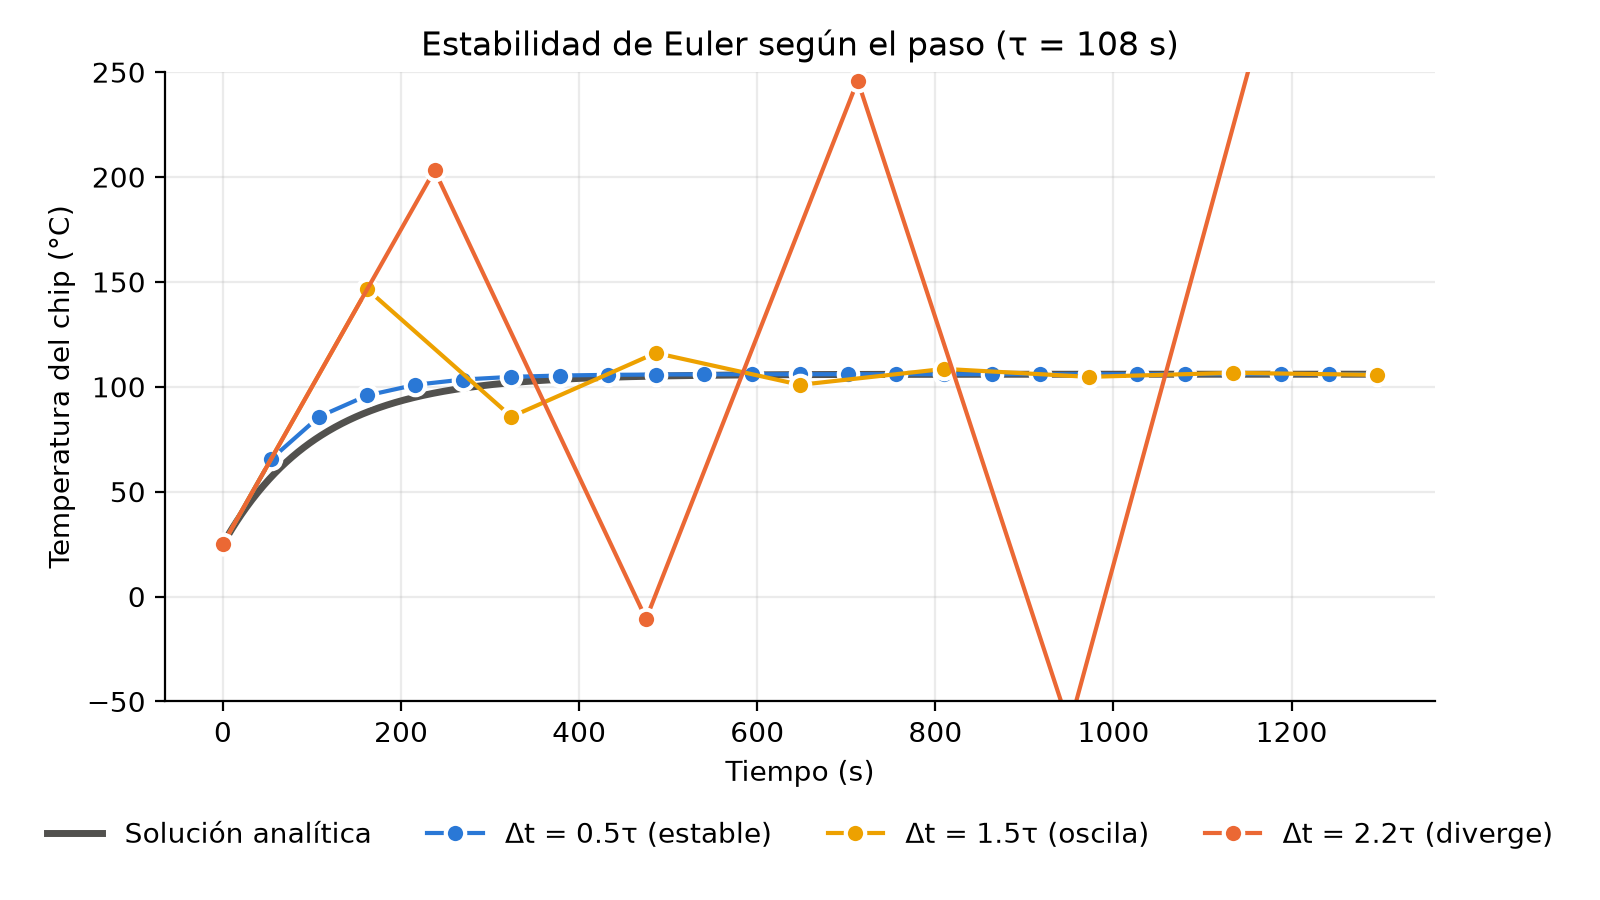 Estabilidad de Euler según el paso (τ = 108 s)
250
200
150
100
50
0
−50
Temperatura del chip (°C)
0 200 400 600 800 1000 1200
Tiempo (s)
Solución analítica Δt = 0.5τ (estable) Δt = 1.5τ (oscila) Δt = 2.2τ (diverge)